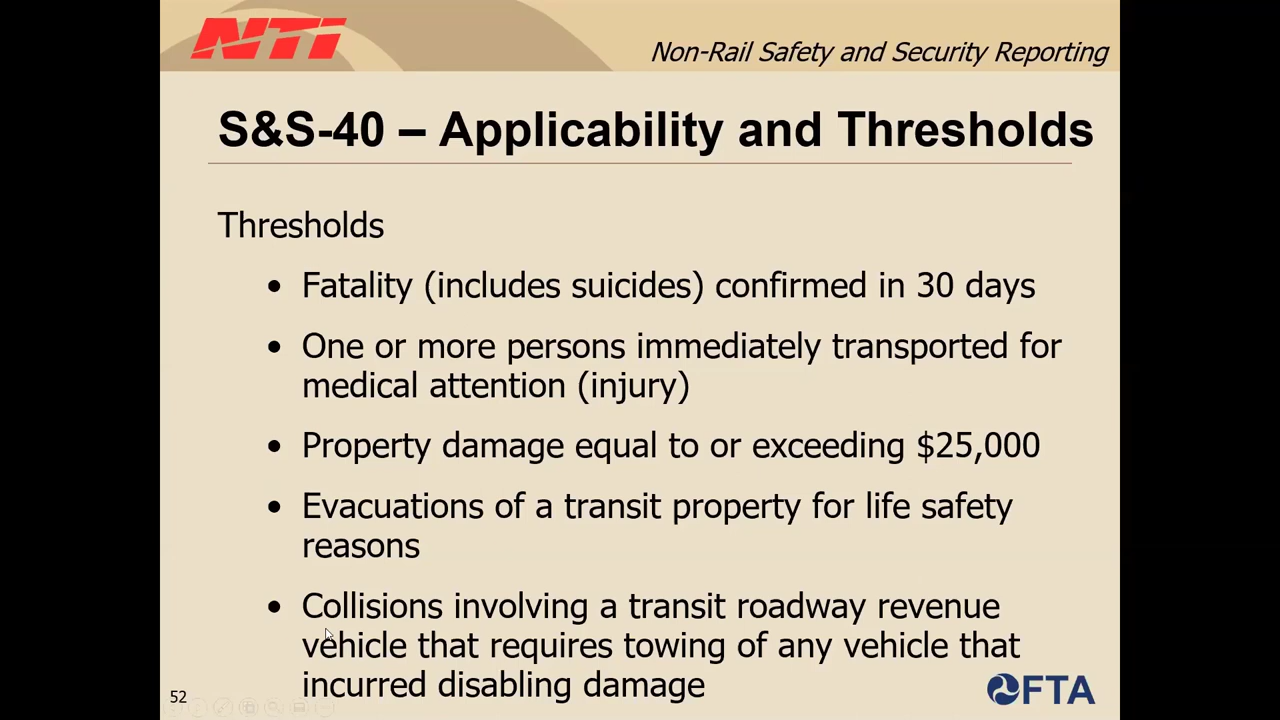 NTI
Non-Rail Safety and Security Reporting
S&S-40 – Applicability and Thresholds
Thresholds
• Fatality (includes suicides) confirmed in 30 days
• One or more persons immediately transported for
medical attention (injury)
• Property damage equal to or exceeding $25,000
• Evacuations of a transit property for life safety
reasons
• Collisions involving a transit roadway revenue
vehicle that requires towing of any vehicle that
incurred disabling damage
52
FTA